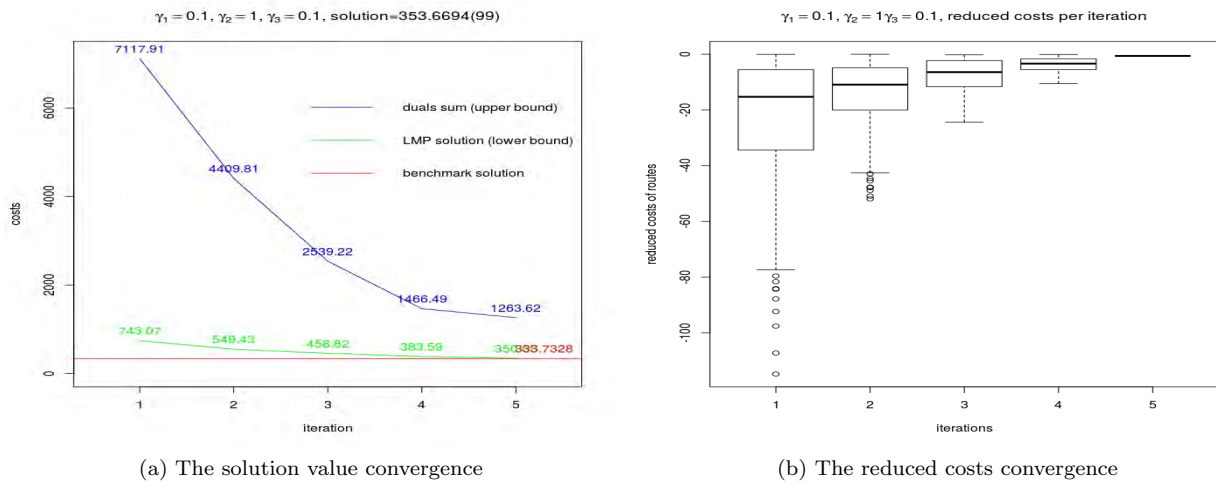 γ₁ = 0.1, γ₂ = 1, γ₃ = 0.1, solution=353.6694(99)
7117.91
4409.81
2539.22
1466.49
1263.62
743.07
549.43
458.82
383.59
333.7328
duals sum (upper bound)
LMP solution (lower bound)
benchmark solution
costs
0
2000
4000
6000
1 2 3 4 5
iteration
(a) The solution value convergence
γ₁ = 0.1, γ₂ = 1γ₃ = 0.1, reduced costs per iteration
reduced costs of routes
0
-20
-40
-60
-80
-100
1 2 3 4 5
iterations
(b) The reduced costs convergence